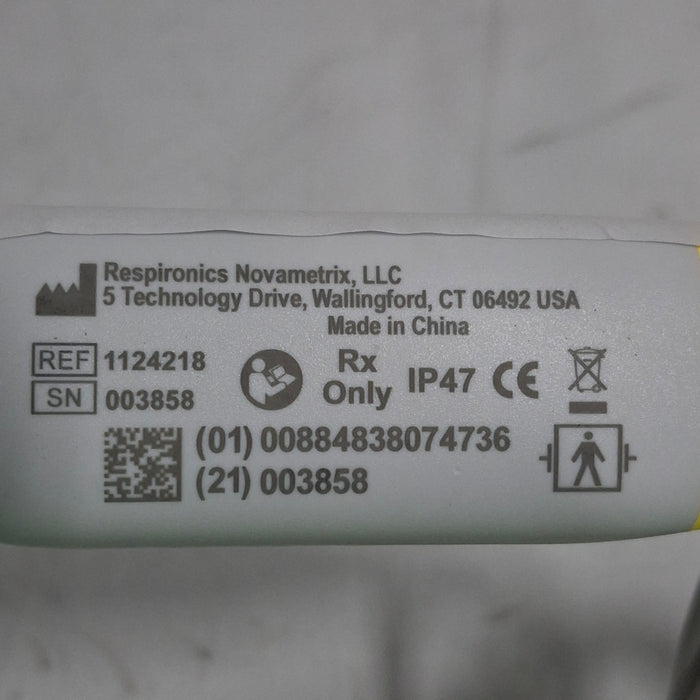 Respironics Novametrix, LLC
5 Technology Drive, Wallingford, CT 06492 USA
Made in China
REF 1124218
SN 003858
Rx
Only
IP47 CE
(01) 00884838074736
(21) 003858